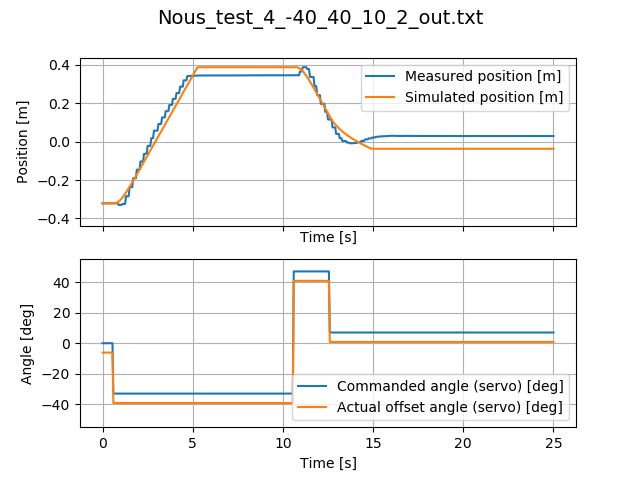 Nous_test_4_-40_40_10_2_out.txt
0.4
0.2
0.0
−0.2
−0.4
Position [m]
Measured position [m]
Simulated position [m]
Time [s]
40
20
0
−20
−40
Angle [deg]
Commanded angle (servo) [deg]
Actual offset angle (servo) [deg]
0 5 10 15 20 25
Time [s]